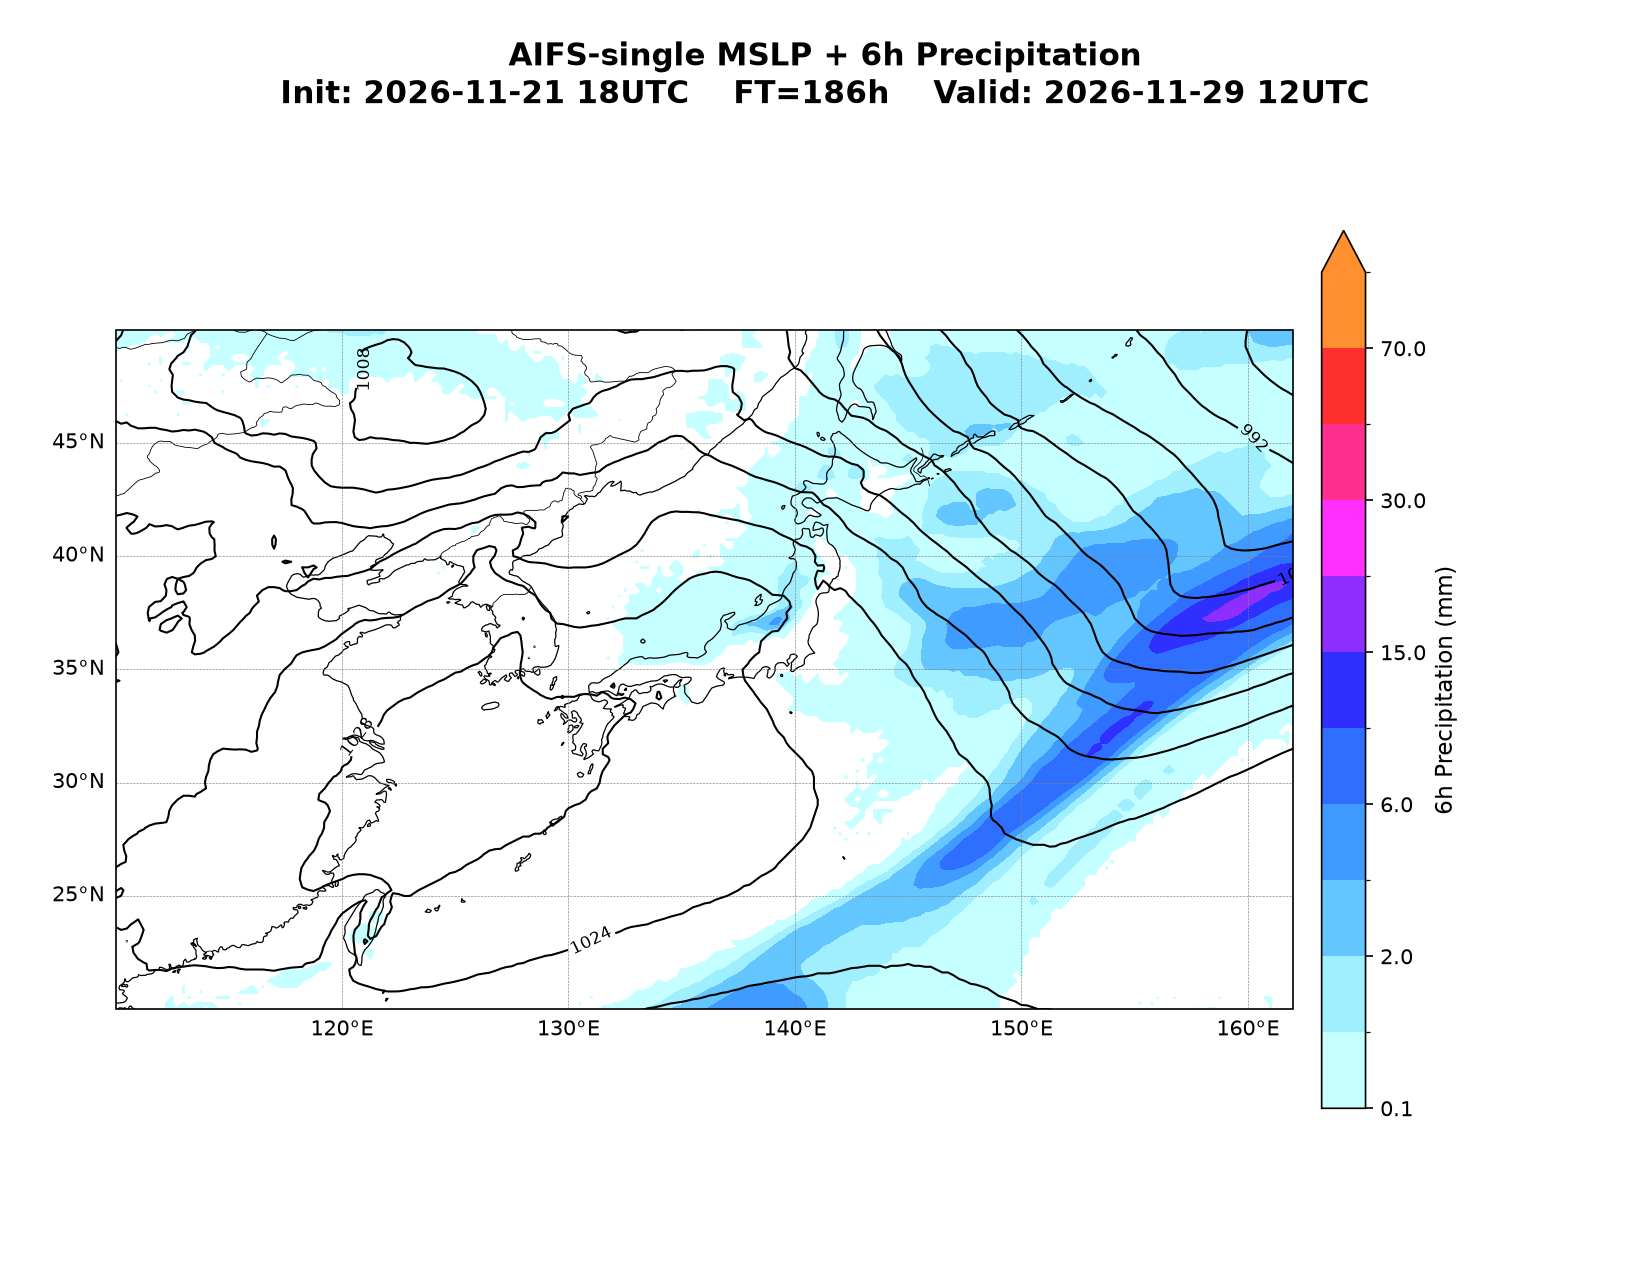 AIFS-single MSLP + 6h Precipitation
Init: 2026-11-21 18UTC    FT=186h    Valid: 2026-11-29 12UTC
1008
992
10
1028
1024
45°N
40°N
35°N
30°N
25°N
120°E
130°E
140°E
150°E
160°E
70.0
30.0
15.0
6.0
2.0
0.1
6h Precipitation (mm)